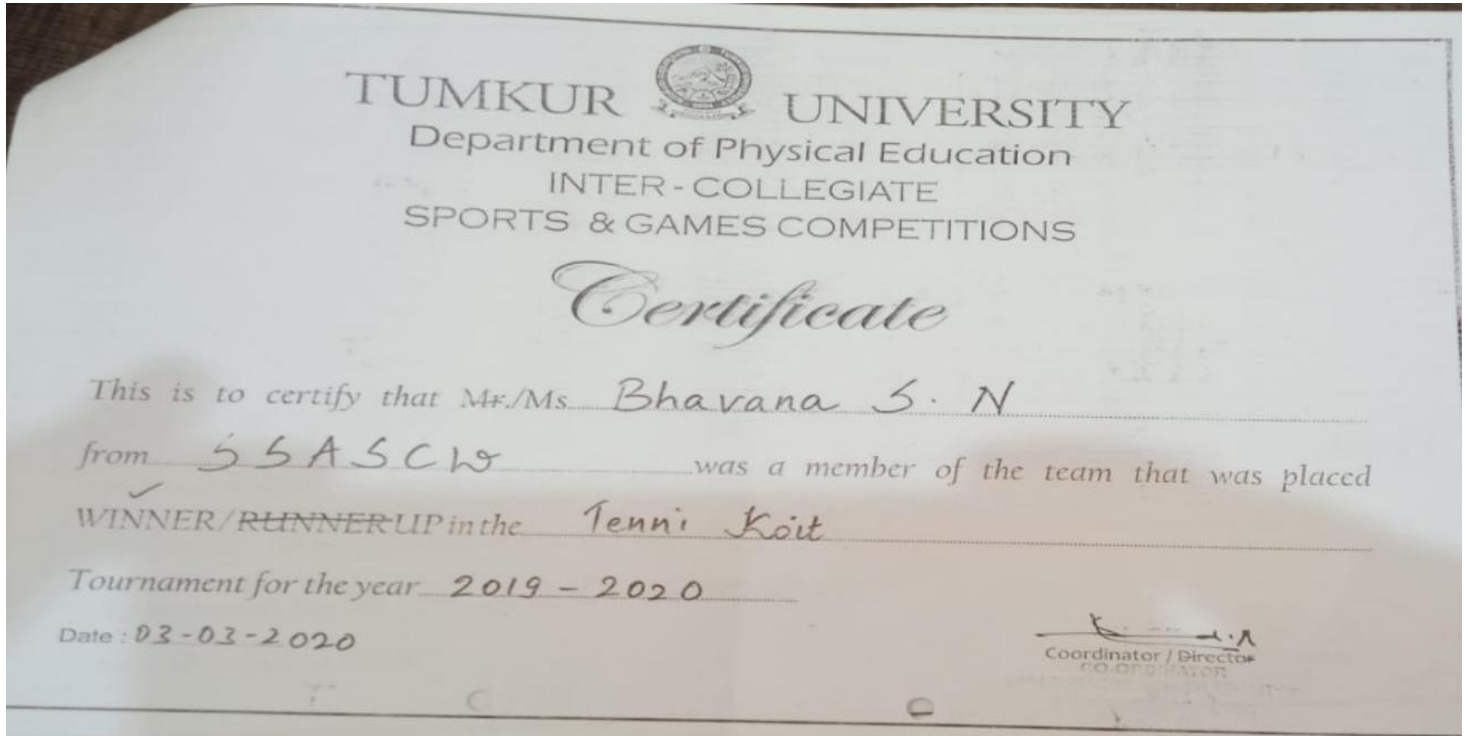 TUMKUR UNIVERSITY
Department of Physical Education
INTER - COLLEGIATE
SPORTS & GAMES COMPETITIONS
Certificate
This is to certify that Mr./Ms Bhavana S. N
from SSASCW was a member of the team that was placed
WINNER/RUNNER UP in the Tenni Koit
Tournament for the year 2019 - 2020
Date : 03-03-2020
Coordinator / Director
CO-ORDINATOR